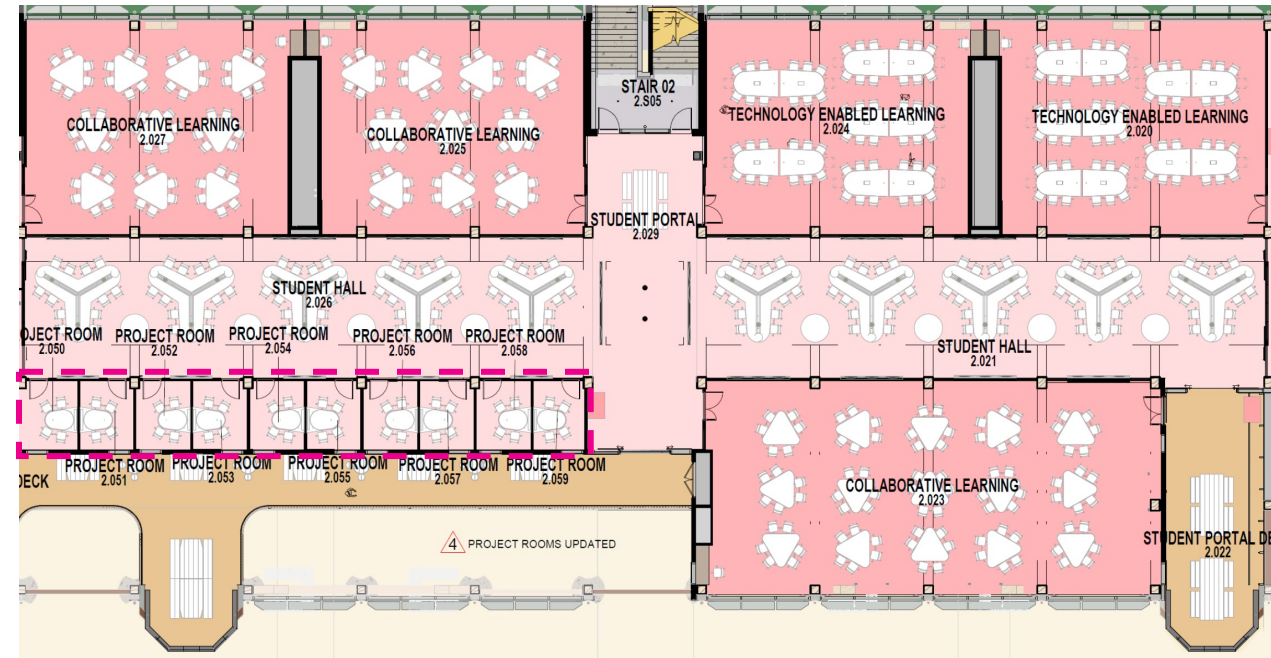 STAIR 02
2.S05
COLLABORATIVE LEARNING
2.027
COLLABORATIVE LEARNING
2.025
TECHNOLOGY ENABLED LEARNING
2.024
TECHNOLOGY ENABLED LEARNING
2.020
STUDENT PORTAL
2.029
STUDENT HALL
2.026
OJECT ROOM
2.050
PROJECT ROOM
2.052
PROJECT ROOM
2.054
PROJECT ROOM
2.056
PROJECT ROOM
2.058
STUDENT HALL
2.021
PROJECT ROOM
2.051
PROJECT ROOM
2.053
PROJECT ROOM
2.055
PROJECT ROOM
2.057
PROJECT ROOM
2.059
DECK
COLLABORATIVE LEARNING
2.023
4 PROJECT ROOMS UPDATED
STUDENT PORTAL DE
2.022